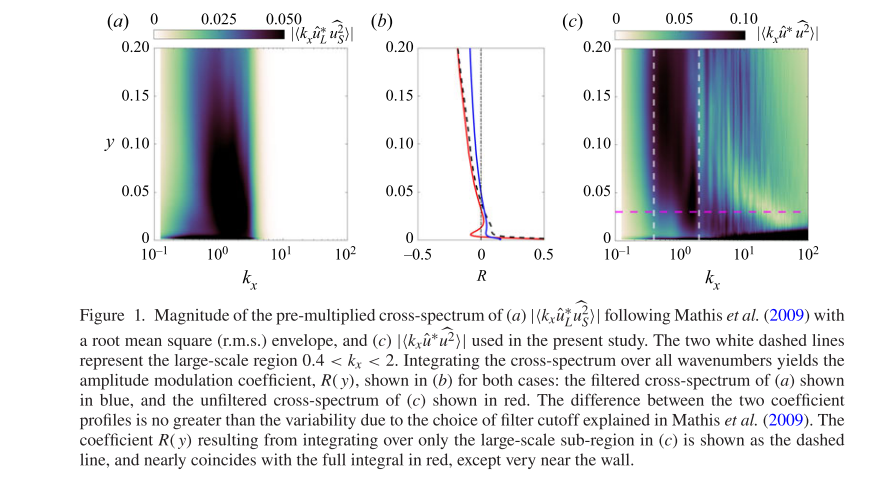 (a) 0 0.025 0.050 |⟨k_x û*_L \widehat{u²_S}⟩|
(b)
(c) 0 0.05 0.10 |⟨k_x û* \widehat{u²}⟩|
0.20 0.20 0.20
0.15 0.15 0.15
y 0.10 0.10 0.10
0.05 0.05 0.05
0 0 0
10⁻¹ 10⁰ 10¹ 10² −0.5 0 0.5 10⁻¹ 10⁰ 10¹ 10²
k_x R k_x
Figure 1. Magnitude of the pre-multiplied cross-spectrum of (a) |⟨k_x û*_L \widehat{u²_S}⟩| following Mathis et al. (2009) with
a root mean square (r.m.s.) envelope, and (c) |⟨k_x û* \widehat{u²}⟩| used in the present study. The two white dashed lines
represent the large-scale region 0.4 < k_x < 2. Integrating the cross-spectrum over all wavenumbers yields the
amplitude modulation coefficient, R(y), shown in (b) for both cases: the filtered cross-spectrum of (a) shown
in blue, and the unfiltered cross-spectrum of (c) shown in red. The difference between the two coefficient
profiles is no greater than the variability due to the choice of filter cutoff explained in Mathis et al. (2009). The
coefficient R(y) resulting from integrating over only the large-scale sub-region in (c) is shown as the dashed
line, and nearly coincides with the full integral in red, except very near the wall.